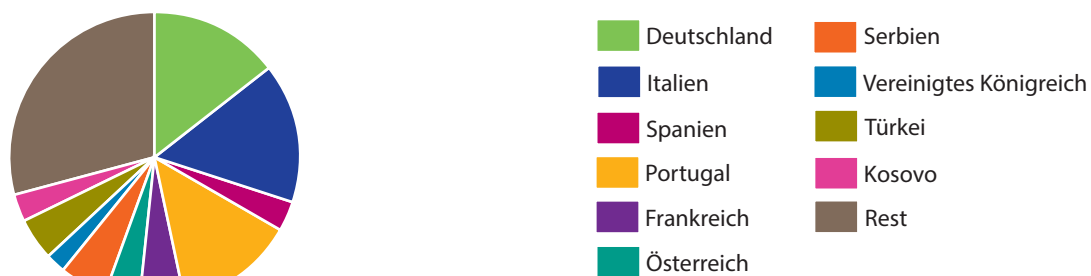 Deutschland
Italien
Spanien
Portugal
Frankreich
Österreich
Serbien
Vereinigtes Königreich
Türkei
Kosovo
Rest